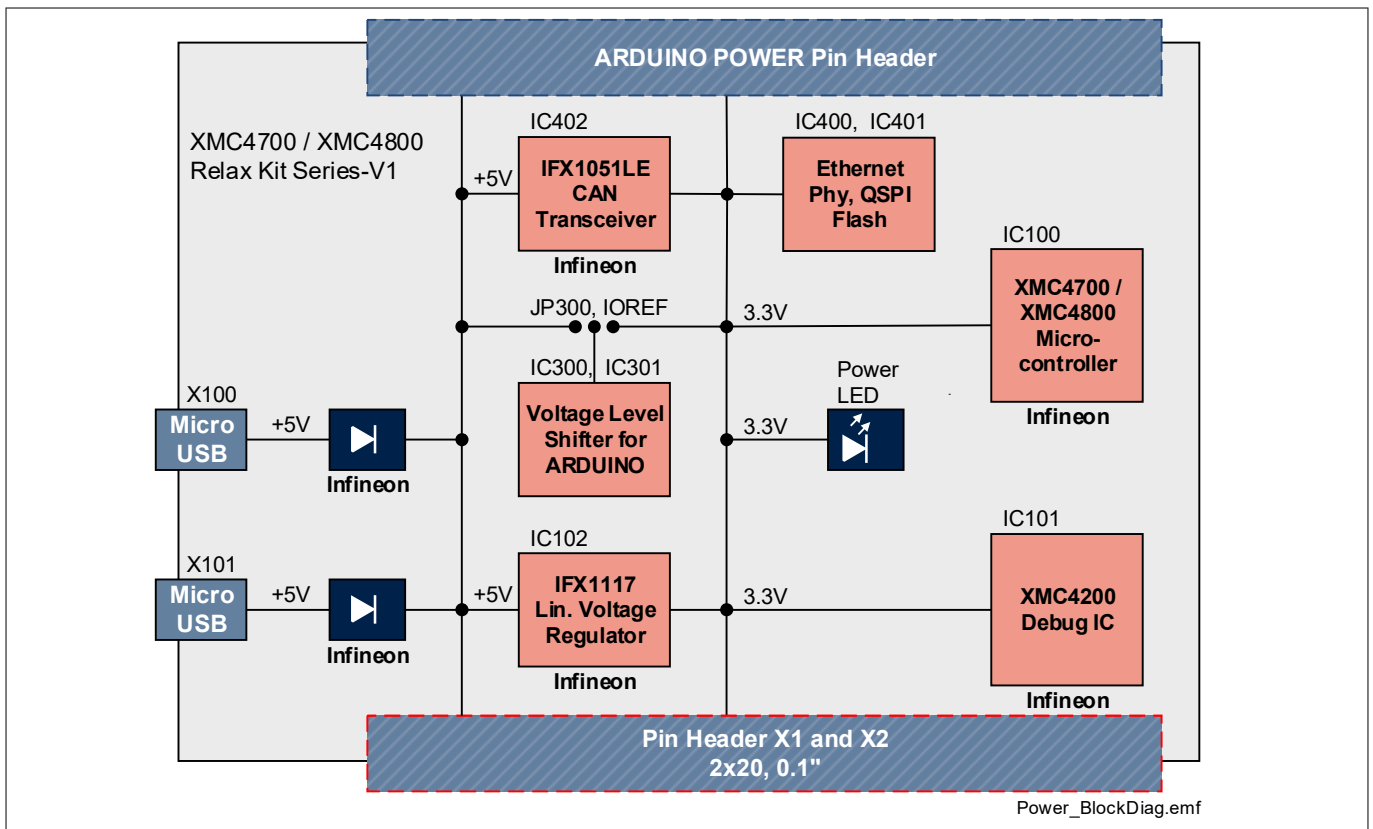 ARDUINO POWER Pin Header
XMC4700 / XMC4800
Relax Kit Series-V1
IC402
IFX1051LE
CAN
Transceiver
Infineon
+5V
IC400, IC401
Ethernet
Phy, QSPI
Flash
IC100
XMC4700 /
XMC4800
Micro-
controller
Infineon
JP300, IOREF
3.3V
IC300, IC301
Voltage Level
Shifter for
ARDUINO
Power
LED
3.3V
X100
Micro
USB
+5V
Infineon
X101
Micro
USB
+5V
Infineon
+5V
IC102
IFX1117
Lin. Voltage
Regulator
Infineon
3.3V
IC101
XMC4200
Debug IC
Infineon
Pin Header X1 and X2
2x20, 0.1"
Power_BlockDiag.emf